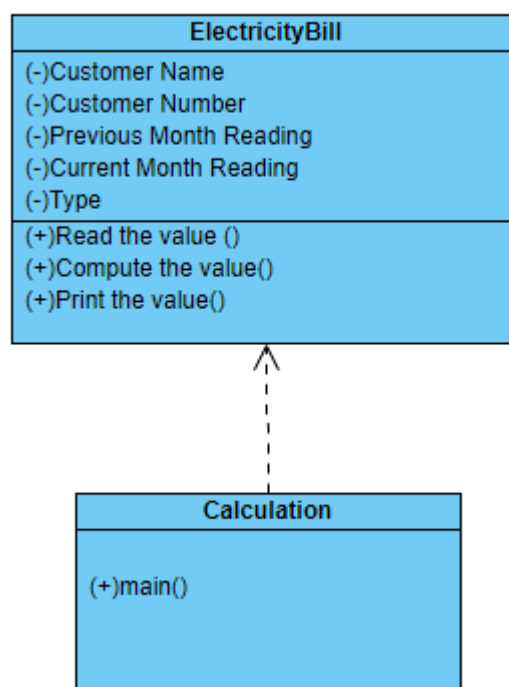 ElectricityBill
(-)Customer Name
(-)Customer Number
(-)Previous Month Reading
(-)Current Month Reading
(-)Type
(+)Read the value ()
(+)Compute the value()
(+)Print the value()
Calculation
(+)main()